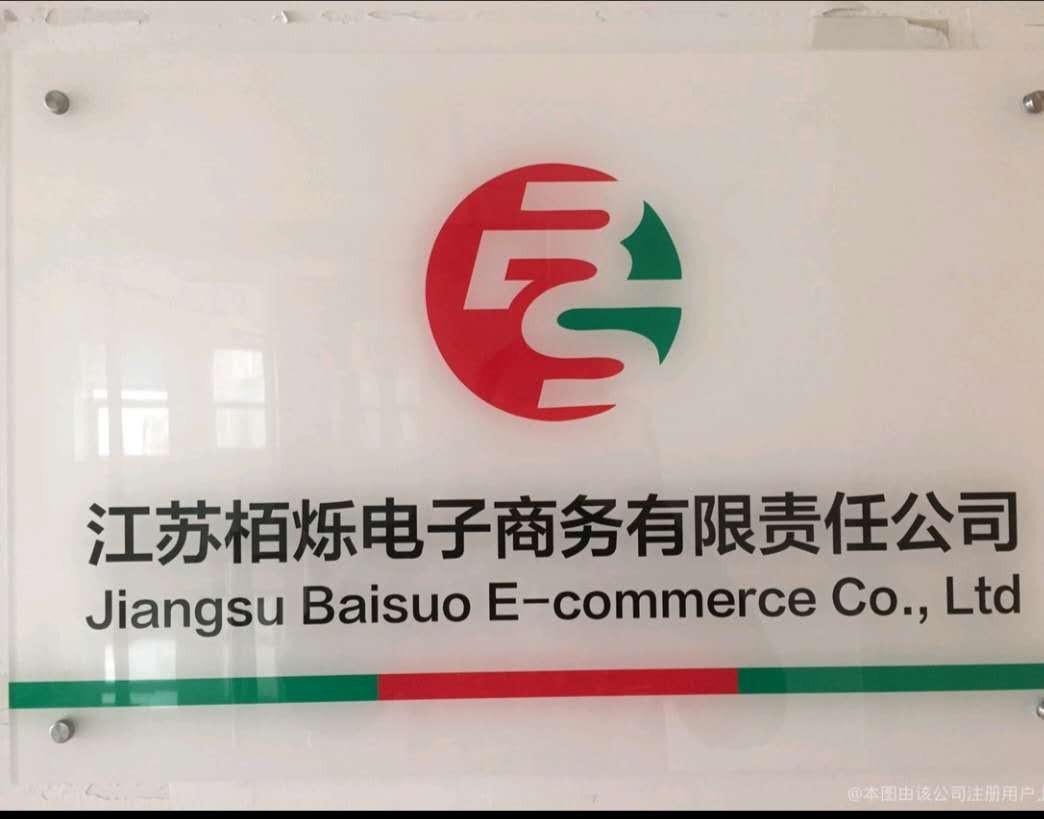 江苏栢烁电子商务有限责任公司
Jiangsu Baisuo E-commerce Co., Ltd
@本图由该公司注册用户上